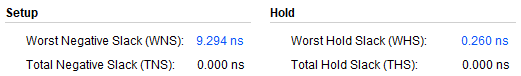 Setup
Worst Negative Slack (WNS): 9.294 ns
Total Negative Slack (TNS): 0.000 ns
Hold
Worst Hold Slack (WHS): 0.260 ns
Total Hold Slack (THS): 0.000 ns